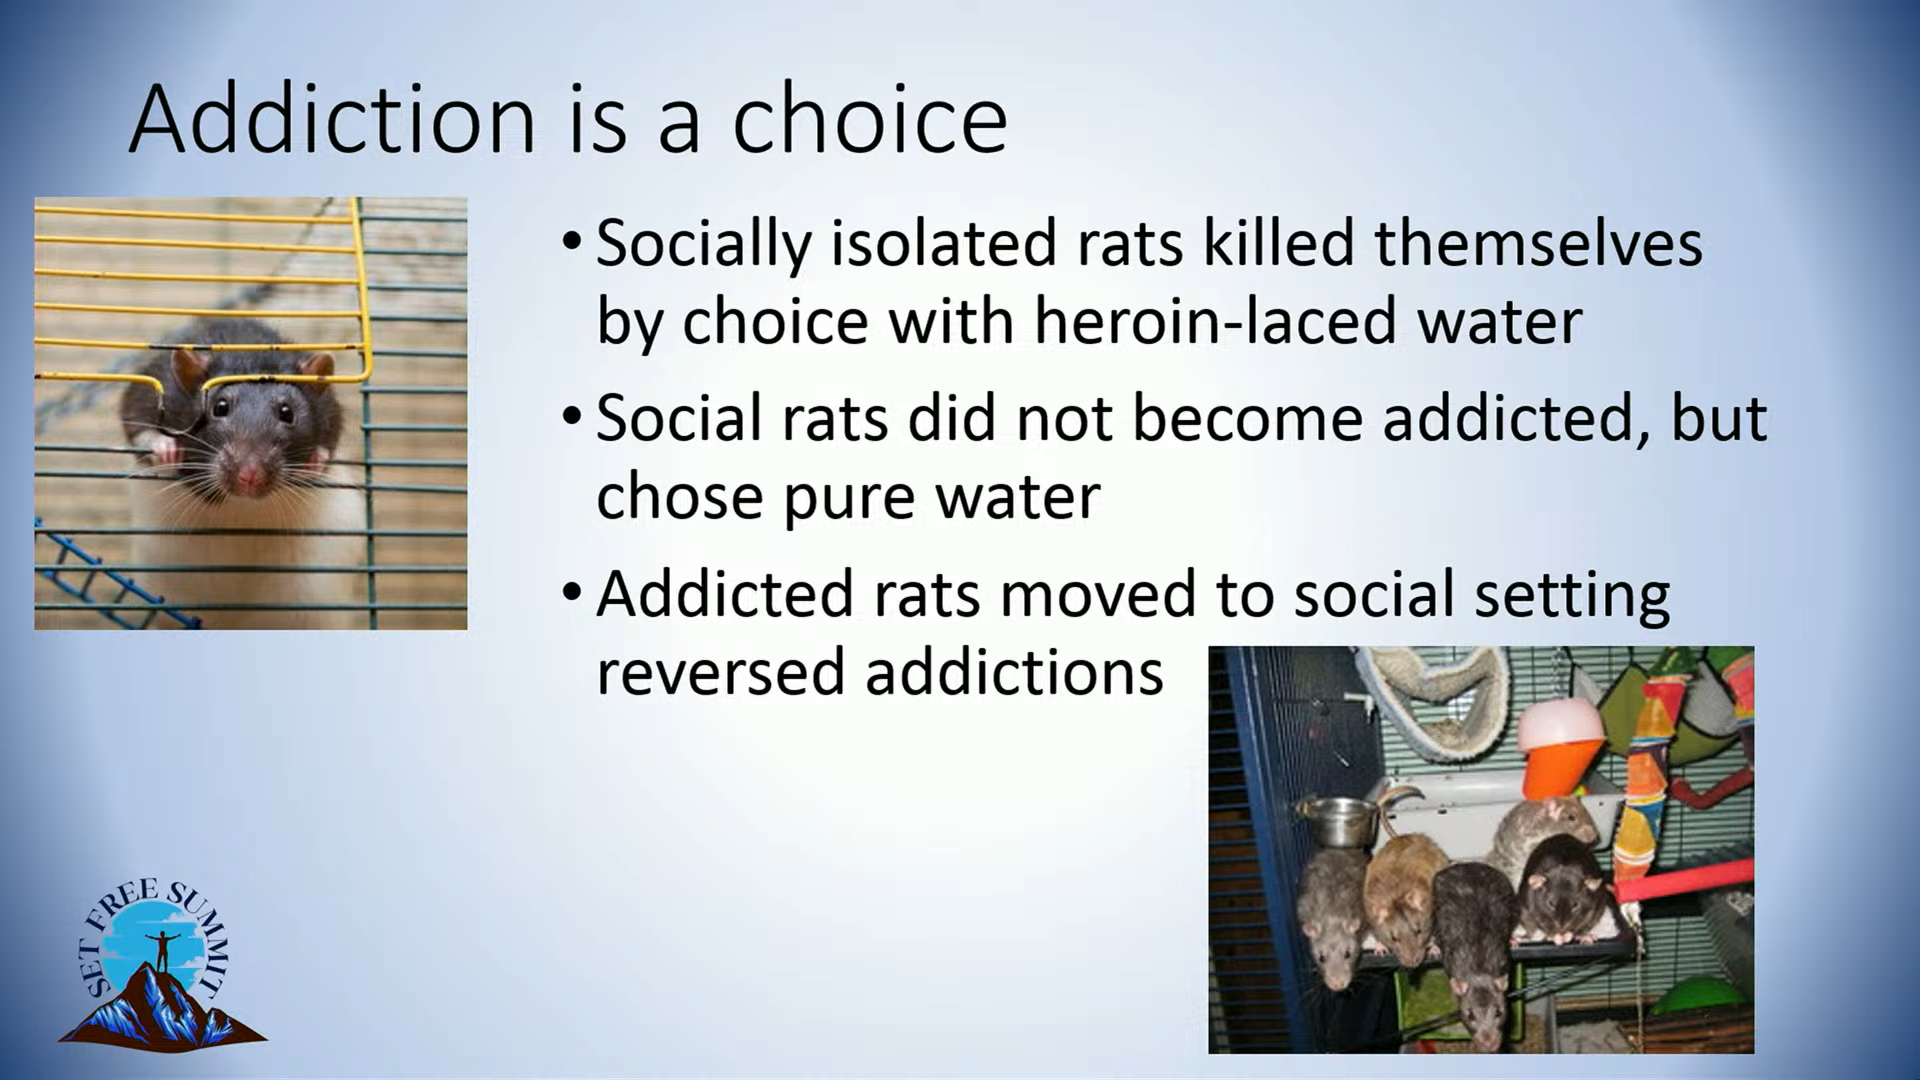 Addiction is a choice
• Socially isolated rats killed themselves
by choice with heroin-laced water
• Social rats did not become addicted, but
chose pure water
• Addicted rats moved to social setting
reversed addictions
SET FREE SUMMIT